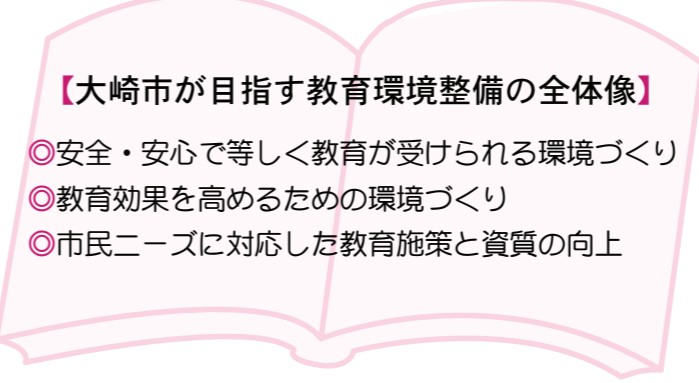 【大崎市が目指す教育環境整備の全体像】
◎安全・安心で等しく教育が受けられる環境づくり
◎教育効果を高めるための環境づくり
◎市民ニーズに対応した教育施策と資質の向上